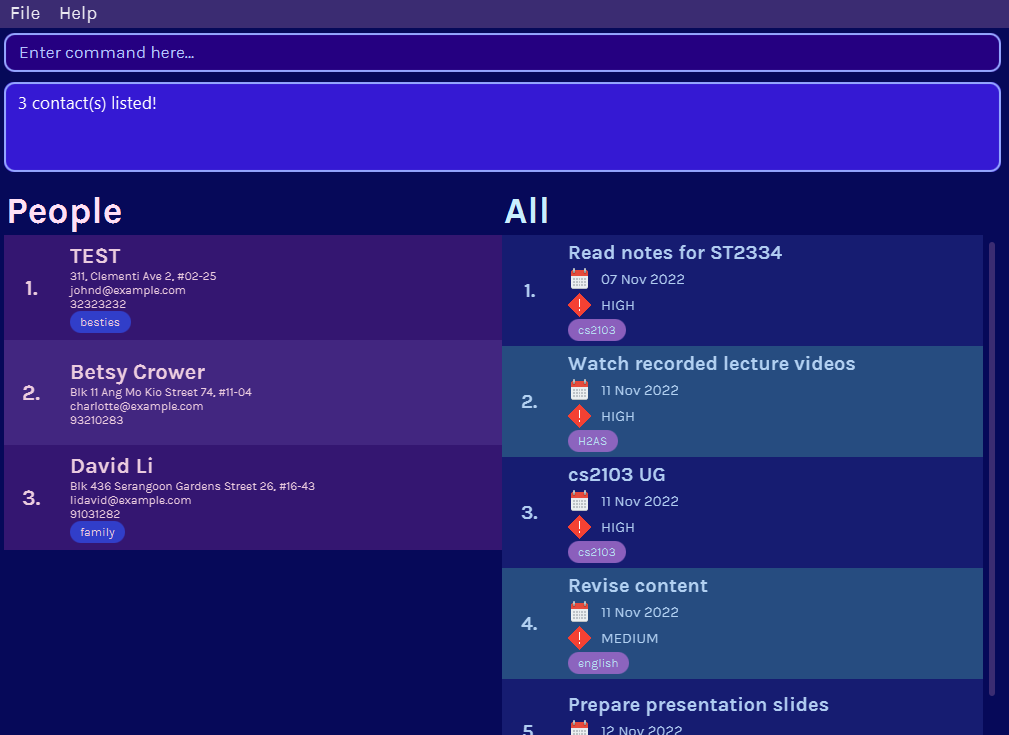 File Help
Enter command here...
3 contact(s) listed!
People
1.
TEST
311, Clementi Ave 2, #02-25
johnd@example.com
32323232
besties
2.
Betsy Crower
Blk 11 Ang Mo Kio Street 74, #11-04
charlotte@example.com
93210283
3.
David Li
Blk 436 Serangoon Gardens Street 26, #16-43
lidavid@example.com
91031282
family
All
1.
Read notes for ST2334
07 Nov 2022
HIGH
cs2103
2.
Watch recorded lecture videos
11 Nov 2022
HIGH
H2AS
3.
cs2103 UG
11 Nov 2022
HIGH
cs2103
4.
Revise content
11 Nov 2022
MEDIUM
english
5
Prepare presentation slides
12 Nov 2022